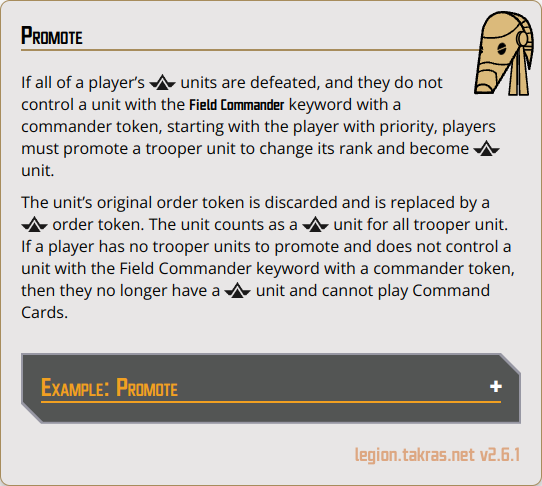 Promote
If all of a player's units are defeated, and they do not
control a unit with the Field Commander keyword with a
commander token, starting with the player with priority, players
must promote a trooper unit to change its rank and become
unit.
The unit's original order token is discarded and is replaced by a
order token. The unit counts as a unit for all trooper unit.
If a player has no trooper units to promote and does not control a
unit with the Field Commander keyword with a commander token,
then they no longer have a unit and cannot play Command
Cards.
Example: Promote +
legion.takras.net v2.6.1